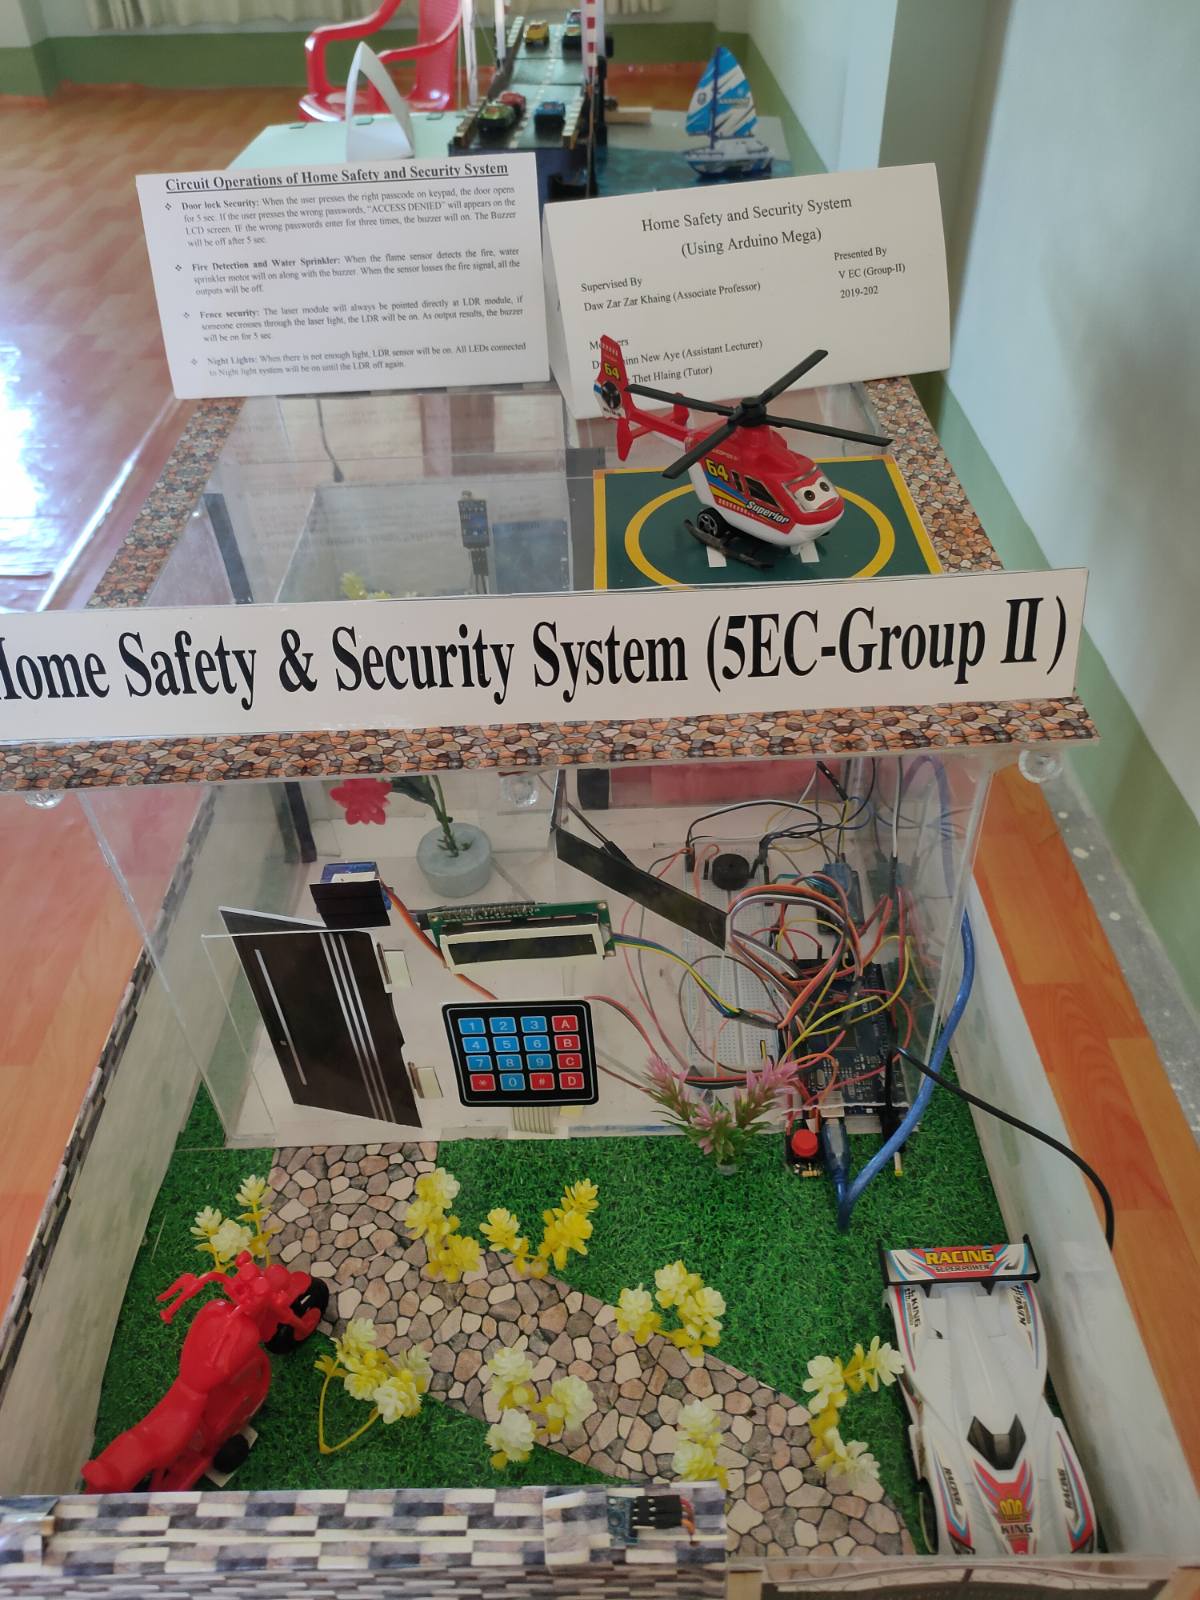 Circuit Operations of Home Safety and Security System
❖ Door lock Security: When the user presses the right passcode on keypad, the door opens
for 5 sec. If the user presses the wrong passwords, "ACCESS DENIED" will appears on the
LCD screen. IF the wrong passwords enter for three times, the buzzer will on. The Buzzer
will be off after 5 sec.
❖ Fire Detection and Water Sprinkler: When the flame sensor detects the fire, water
sprinkler motor will on along with the buzzer. When the sensor losses the fire signal, all the
outputs will be off.
❖ Fence security: The laser module will always be pointed directly at LDR module, if
someone crosses through the laser light, the LDR will be on. As output results, the buzzer
will be on for 5 sec.
❖ Night Lights: When there is not enough light, LDR sensor will be on. All LEDs connected
to Night light system will be on until the LDR off again.
Home Safety and Security System
(Using Arduino Mega)
Supervised By
Daw Zar Zar Khaing (Associate Professor)
Presented By
V EC (Group-II)
2019-202
inn New Aye (Assistant Lecturer)
Thet Hlaing (Tutor)
64
64
Superior
Home Safety & Security System (5EC-Group II)
1 2 3 A
4 5 6 B
7 8 9 C
* 0 # D
RACING
SUPERPOWER
KING
KING
RACING
RACING
KING